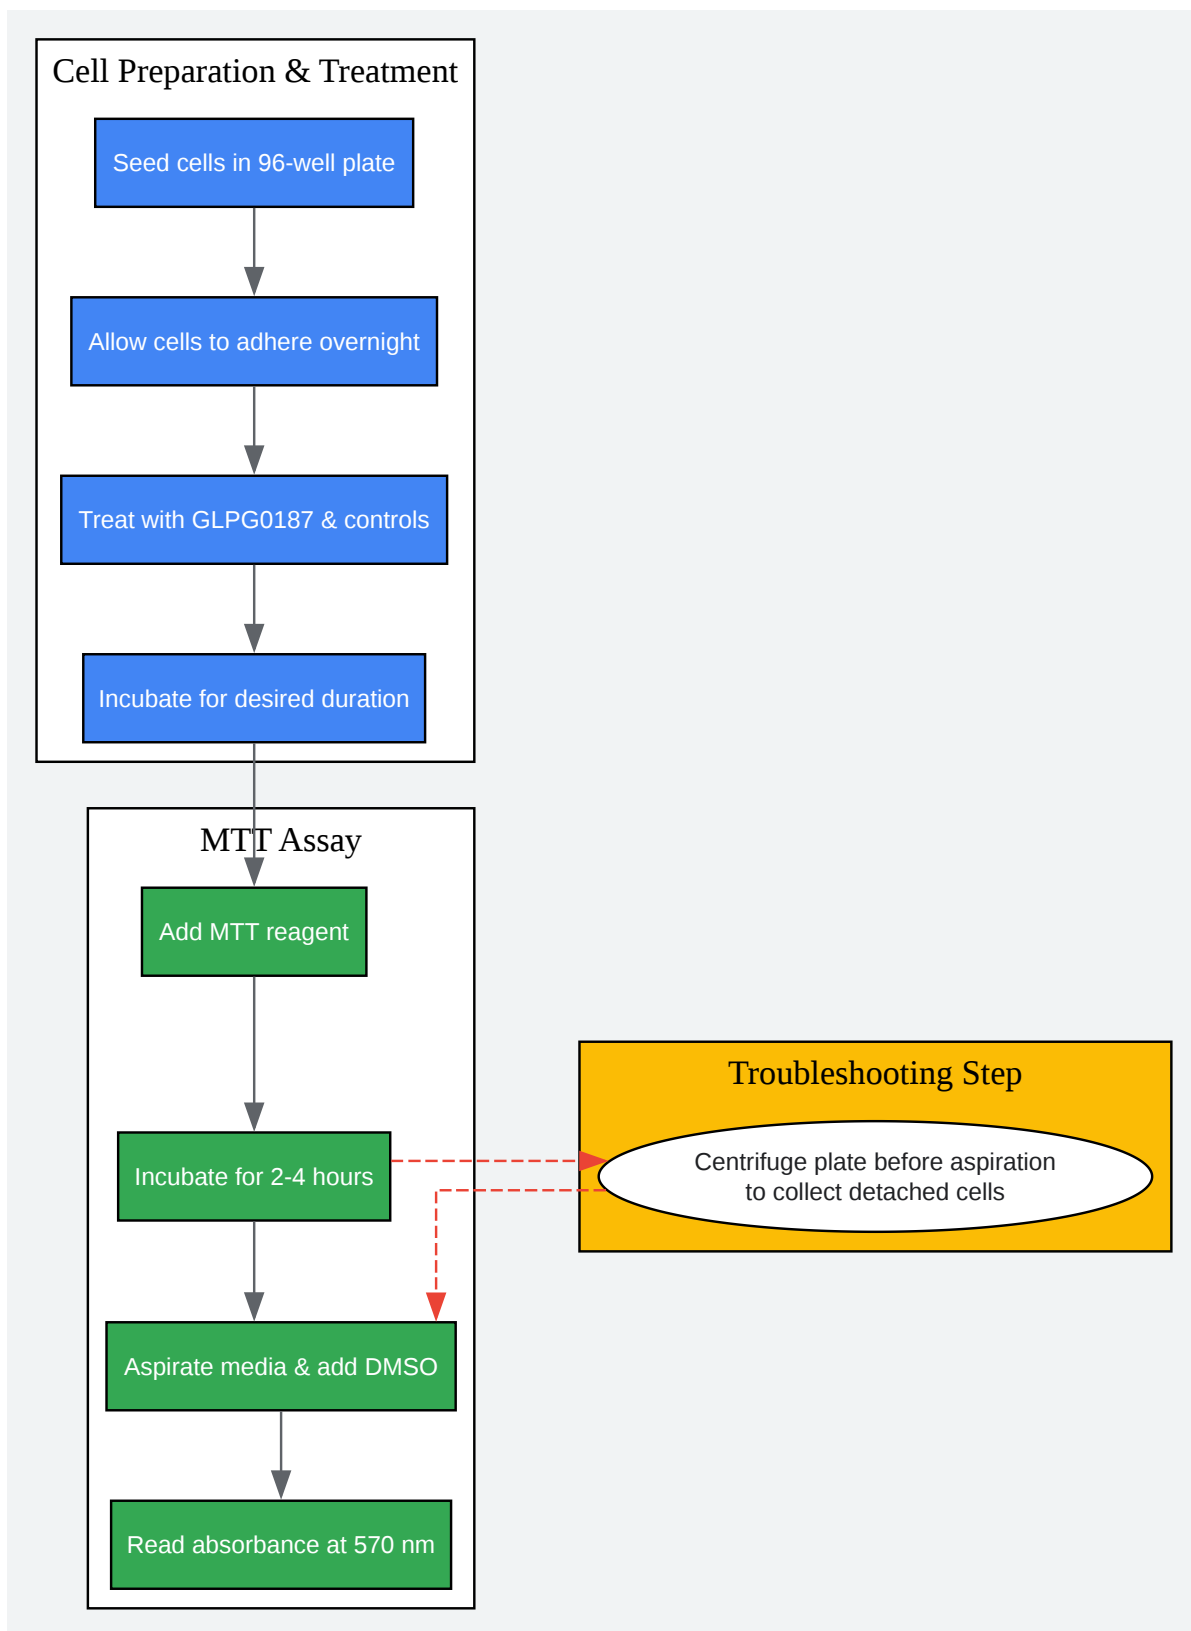 Cell Preparation & Treatment
Seed cells in 96-well plate
Allow cells to adhere overnight
Treat with GLPG0187 & controls
Incubate for desired duration
MTT Assay
Add MTT reagent
Incubate for 2-4 hours
Troubleshooting Step
Centrifuge plate before aspiration
to collect detached cells
Aspirate media & add DMSO
Read absorbance at 570 nm